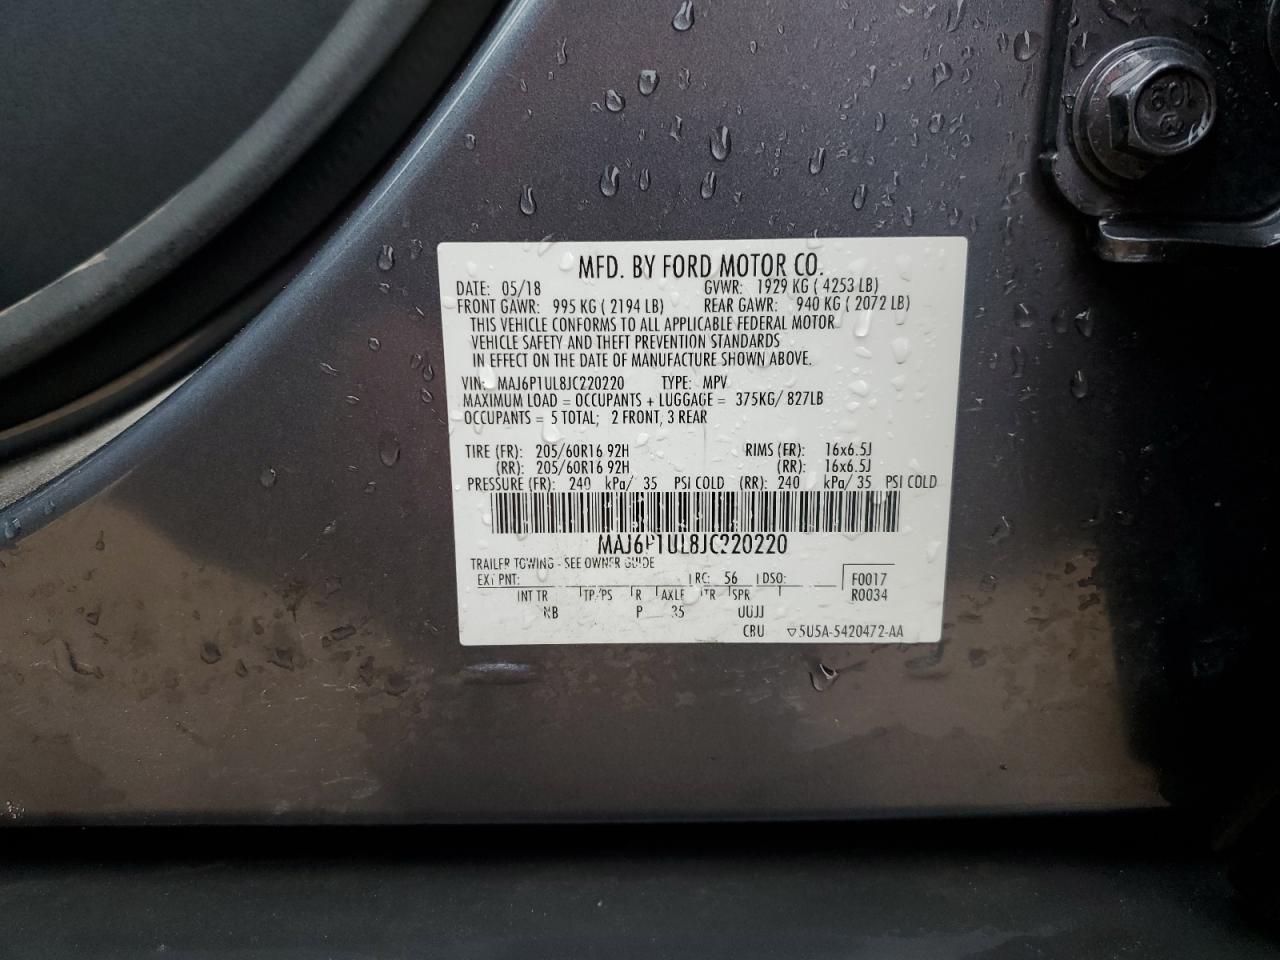 109
MFD. BY FORD MOTOR CO.
DATE: 05/18 GVWR: 1929 KG ( 4253 LB)
FRONT GAWR: 995 KG ( 2194 LB) REAR GAWR: 940 KG ( 2072 LB)
THIS VEHICLE CONFORMS TO ALL APPLICABLE FEDERAL MOTOR
VEHICLE SAFETY AND THEFT PREVENTION STANDARDS
IN EFFECT ON THE DATE OF MANUFACTURE SHOWN ABOVE.
VIN: MAJ6P1UL8JC220220 TYPE: MPV
MAXIMUM LOAD = OCCUPANTS + LUGGAGE = 375KG/ 827LB
OCCUPANTS = 5 TOTAL; 2 FRONT, 3 REAR
TIRE (FR): 205/60R16 92H RIMS (FR): 16x6.5J
(RR): 205/60R16 92H (RR): 16x6.5J
PRESSURE (FR): 240 kPa/ 35 PSI COLD (RR): 240 kPa/ 35 PSI COLD
MAJ6P1UL8JC220220
TRAILER TOWING - SEE OWNER GUIDE
EXT PNT: RC: 56 DSO: F0017
INT TR TP/PS R AXLE TR SPR R0034
P 35 UUJJ
CBU ▽5U5A-5420472-AA